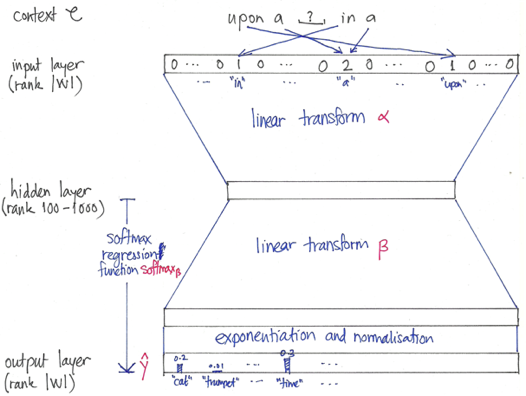 context C
upon a ? in a
input layer
(rank |W|)
0 ... 0 1 0 ... 0 2 0 ... 0 1 0 ... 0
... "in" ... "a" .. "upon" ..
linear transform α
hidden layer
(rank 100-1000)
softmax
regression
function softmaxβ
linear transform β
exponentiation and normalisation
output layer
(rank |W|)
ŷ
0.2 0.01 ... 0.3 ...
"cat" "trumpet" ... "time" ...